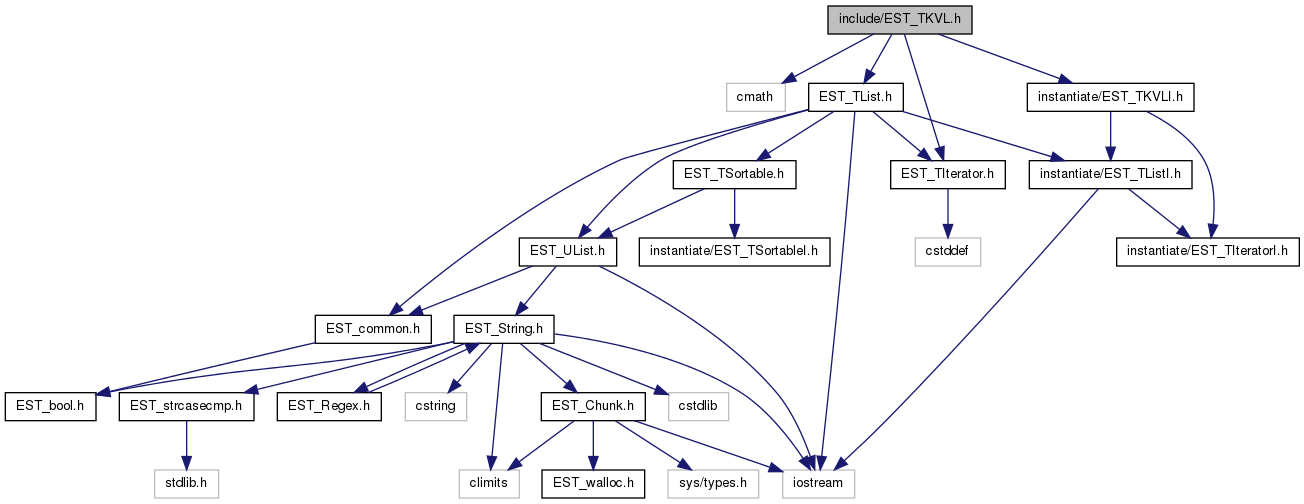 include/EST_TKVL.h
cmath
EST_TList.h
instantiate/EST_TKVLI.h
EST_TSortable.h
EST_TIterator.h
instantiate/EST_TListI.h
EST_UList.h
instantiate/EST_TSortableI.h
cstddef
instantiate/EST_TIteratorI.h
EST_common.h
EST_String.h
EST_bool.h
EST_strcasecmp.h
EST_Regex.h
cstring
EST_Chunk.h
cstdlib
stdlib.h
climits
EST_walloc.h
sys/types.h
iostream